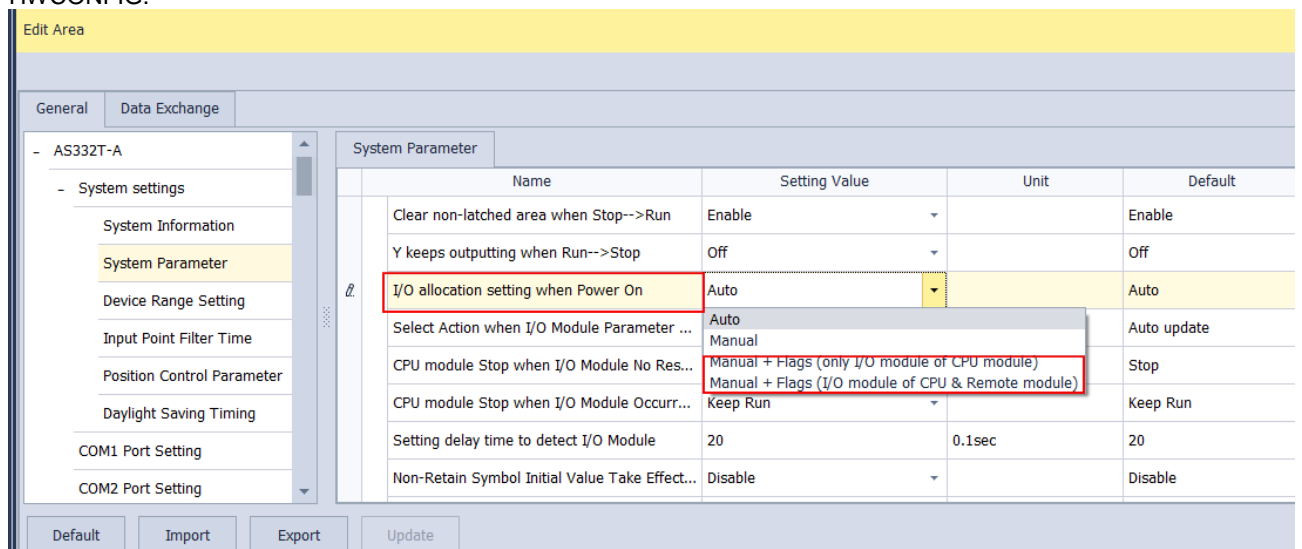 HWCONFIG.
Edit Area
General Data Exchange
- AS332T-A
- System settings
System Information
System Parameter
Device Range Setting
Input Point Filter Time
Position Control Parameter
Daylight Saving Timing
COM1 Port Setting
COM2 Port Setting
System Parameter
Name Setting Value Unit Default
Clear non-latched area when Stop-->Run Enable Enable
Y keeps outputting when Run-->Stop Off Off
I/O allocation setting when Power On Auto Auto
Auto
Manual
Manual + Flags (only I/O module of CPU module)
Manual + Flags (I/O module of CPU & Remote module)
Select Action when I/O Module Parameter ... Auto update
CPU module Stop when I/O Module No Res... Stop
CPU module Stop when I/O Module Occurr... Keep Run Keep Run
Setting delay time to detect I/O Module 20 0.1sec 20
Non-Retain Symbol Initial Value Take Effect... Disable Disable
Default Import Export Update